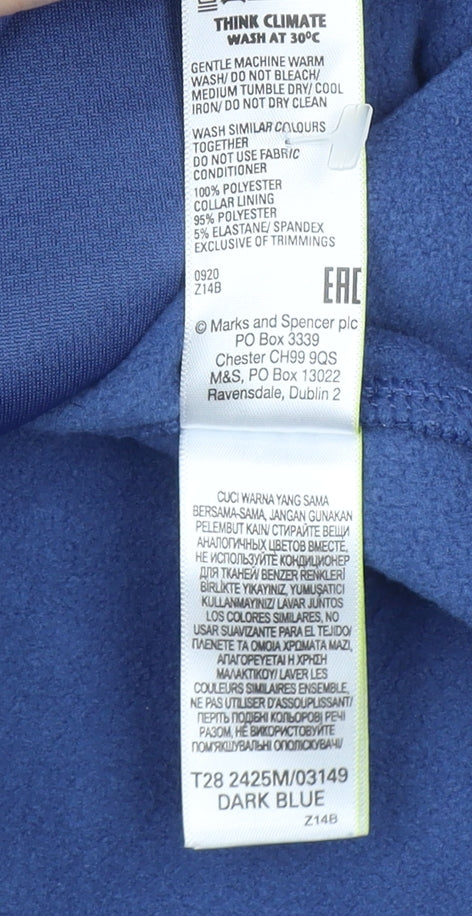 THINK CLIMATE
WASH AT 30ºC
GENTLE MACHINE WARM
WASH/ DO NOT BLEACH/
MEDIUM TUMBLE DRY/ COOL
IRON/ DO NOT DRY CLEAN
WASH SIMILAR COLOURS
TOGETHER
DO NOT USE FABRIC
CONDITIONER
100% POLYESTER
COLLAR LINING
95% POLYESTER
5% ELASTANE/ SPANDEX
EXCLUSIVE OF TRIMMINGS
0920
Z14B
EAC
© Marks and Spencer plc
PO Box 3339
Chester CH99 9QS
M&S, PO Box 13022
Ravensdale, Dublin 2
CUCI WARNA YANG SAMA
BERSAMA-SAMA, JANGAN GUNAKAN
PELEMBUT KAIN/ СТИРАЙТЕ ВЕЩИ
АНАЛОГИЧНЫХ ЦВЕТОВ ВМЕСТЕ,
НЕ ИСПОЛЬЗУЙТЕ КОНДИЦИОНЕР
ДЛЯ ТКАНЕЙ/ BENZER RENKLERİ
BİRLİKTE YIKAYINIZ, YUMUŞATICI
KULLANMAYINIZ/ LAVAR JUNTOS
LOS COLORES SIMILARES, NO
USAR SUAVIZANTE PARA EL TEJIDO/
ΠΛΕΝΕΤΕ ΤΑ ΟΜΟΙΑ ΧΡΩΜΑΤΑ ΜΑΖΙ,
ΑΠΑΓΟΡΕΥΕΤΑΙ Η ΧΡΗΣΗ
ΜΑΛΑΚΤΙΚΟΥ/ LAVER LES
COULEURS SIMILAIRES ENSEMBLE,
NE PAS UTILISER D'ASSOUPLISSANT/
ПЕРІТЬ ПОДІБНІ КОЛЬОРОВІ РЕЧІ
РАЗОМ, НЕ ВИКОРИСТОВУЙТЕ
ПОМ'ЯКШУВАЛЬНІ ОПОЛІСКУВАЧІ/
T28 2425M/03149
DARK BLUE
Z14B